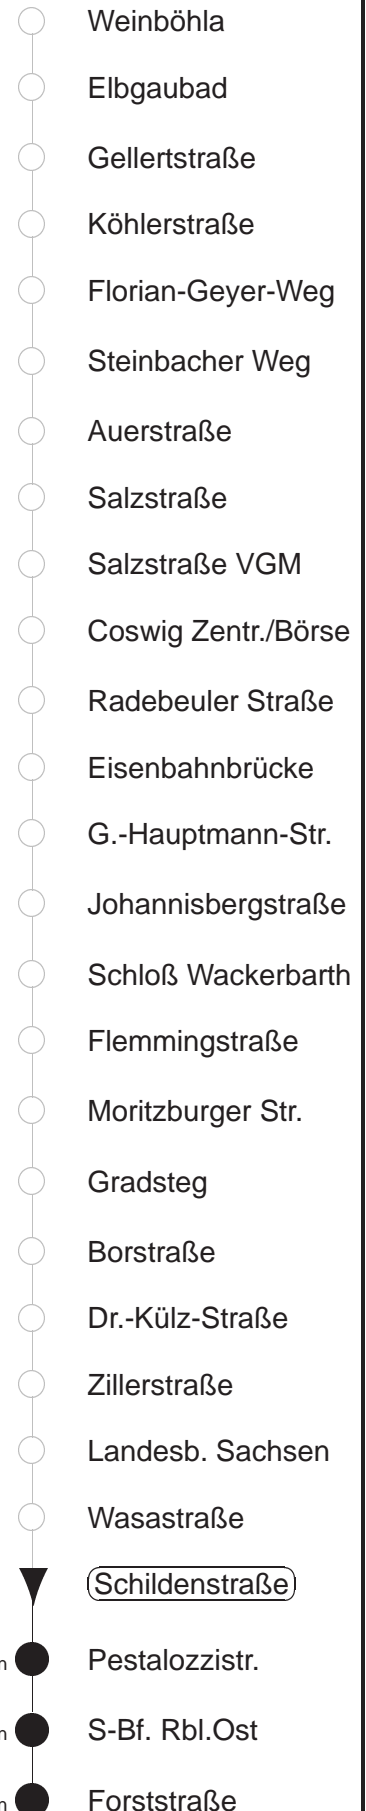 Weinböhla
Elbgaubad
Gellertstraße
Köhlerstraße
Florian-Geyer-Weg
Steinbacher Weg
Auerstraße
Salzstraße
Salzstraße VGM
Coswig Zentr./Börse
Radebeuler Straße
Eisenbahnbrücke
G.-Hauptmann-Str.
Johannisbergstraße
Schloß Wackerbarth
Flemmingstraße
Moritzburger Str.
Gradsteg
Borstraße
Dr.-Külz-Straße
Zillerstraße
Landesb. Sachsen
Wasastraße
Schildenstraße
Pestalozzistr.
S-Bf. Rbl.Ost
Forststraße